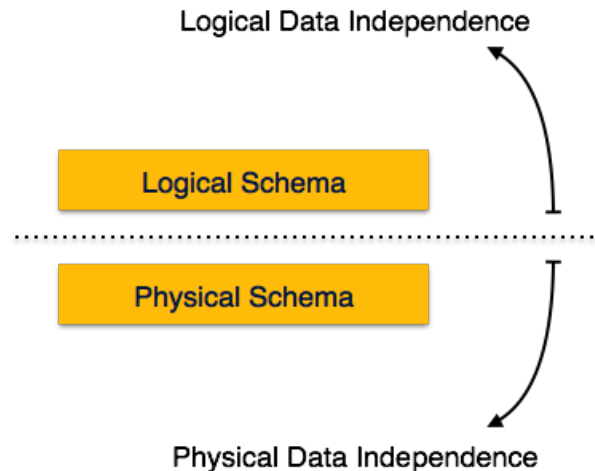 Logical Data Independence
Logical Schema
Physical Schema
Physical Data Independence